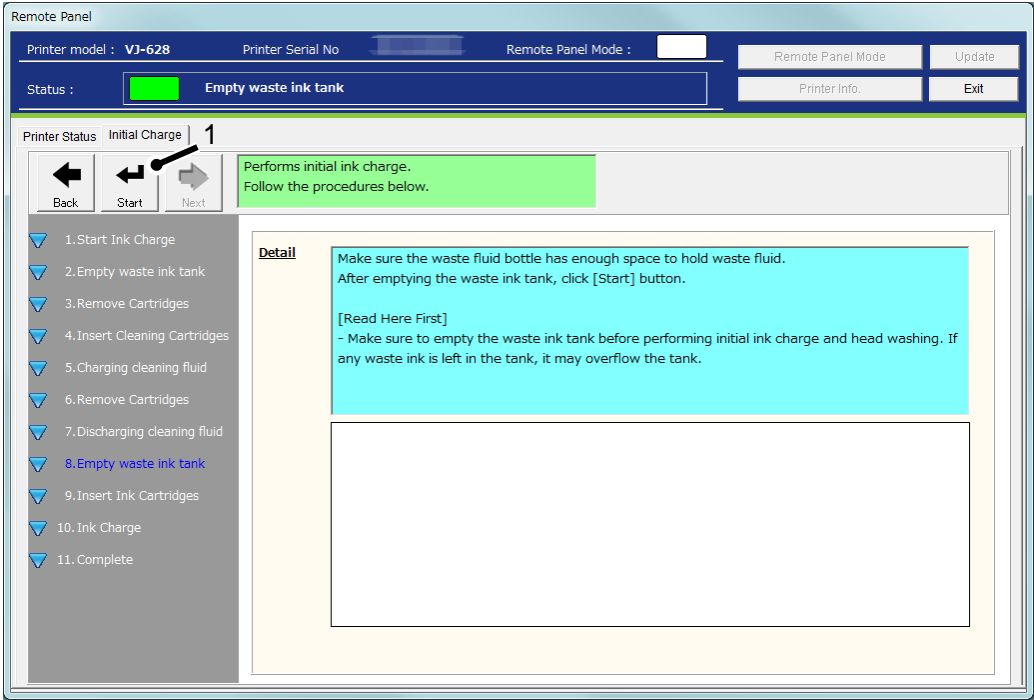 Remote Panel
Printer model : VJ-628 Printer Serial No Remote Panel Mode :
Remote Panel Mode Update
Status : Empty waste ink tank
Printer Info. Exit
Printer Status Initial Charge 1
Back Start Next
Performs initial ink charge.
Follow the procedures below.
1.Start Ink Charge
2.Empty waste ink tank
3.Remove Cartridges
4.Insert Cleaning Cartridges
5.Charging cleaning fluid
6.Remove Cartridges
7.Discharging cleaning fluid
8.Empty waste ink tank
9.Insert Ink Cartridges
10.Ink Charge
11.Complete
Detail
Make sure the waste fluid bottle has enough space to hold waste fluid.
After emptying the waste ink tank, click [Start] button.
[Read Here First]
- Make sure to empty the waste ink tank before performing initial ink charge and head washing. If
any waste ink is left in the tank, it may overflow the tank.